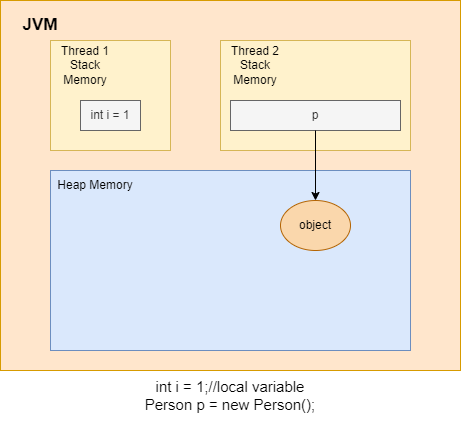 JVM
Thread 1
Stack
Memory
int i = 1
Thread 2
Stack
Memory
p
Heap Memory
object
int i = 1;//local variable
Person p = new Person();